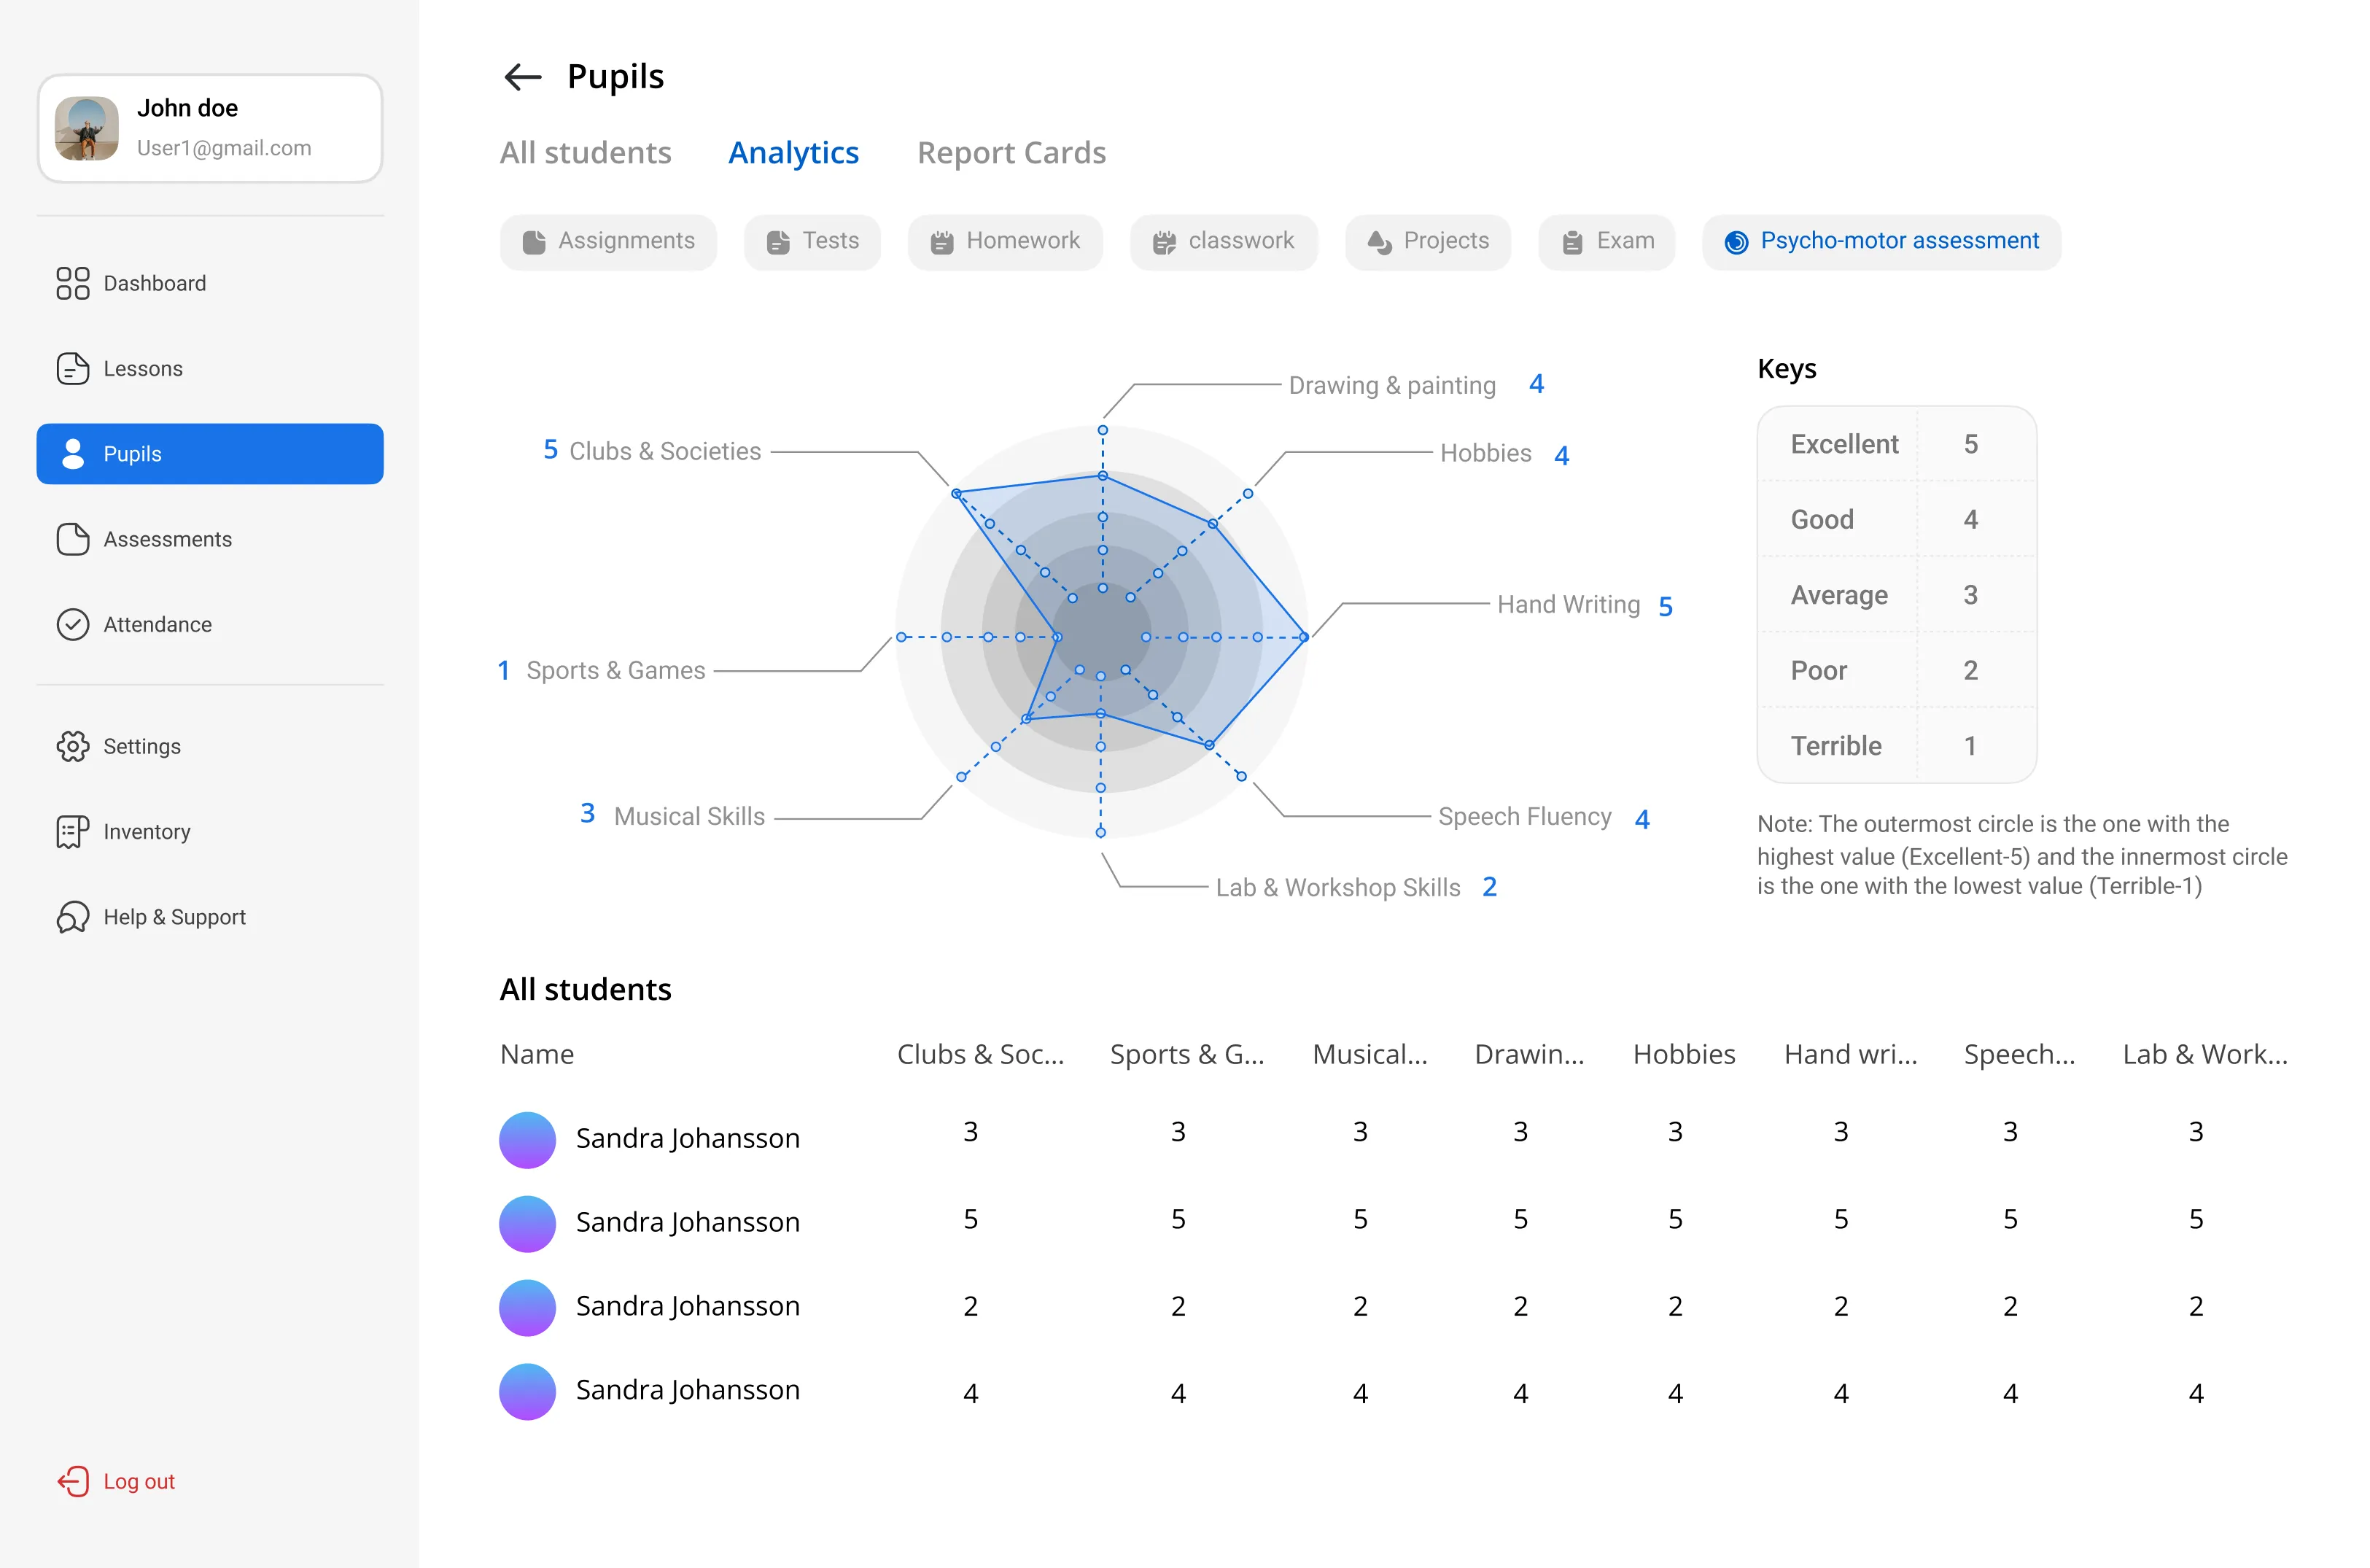 John doe
User1@gmail.com
Dashboard
Lessons
Pupils
Assessments
Attendance
Settings
Inventory
Help & Support
Log out
Pupils
All students Analytics Report Cards
Assignments Tests Homework classwork Projects Exam Psycho-motor assessment
Drawing & painting 4
5 Clubs & Societies
Hobbies 4
Hand Writing 5
1 Sports & Games
3 Musical Skills
Speech Fluency 4
Lab & Workshop Skills 2
Keys
Excellent 5
Good 4
Average 3
Poor 2
Terrible 1
Note: The outermost circle is the one with the
highest value (Excellent-5) and the innermost circle
is the one with the lowest value (Terrible-1)
All students
Name Clubs & Soc... Sports & G... Musical... Drawin... Hobbies Hand wri... Speech... Lab & Work...
Sandra Johansson 3 3 3 3 3 3 3 3
Sandra Johansson 5 5 5 5 5 5 5 5
Sandra Johansson 2 2 2 2 2 2 2 2
Sandra Johansson 4 4 4 4 4 4 4 4